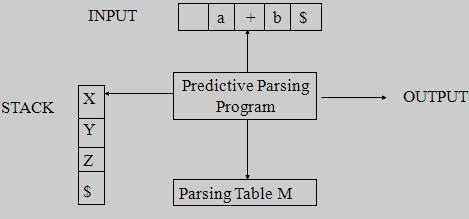 INPUT
a + b $
Predictive Parsing
Program
OUTPUT
STACK
X
Y
Z
$
Parsing Table M